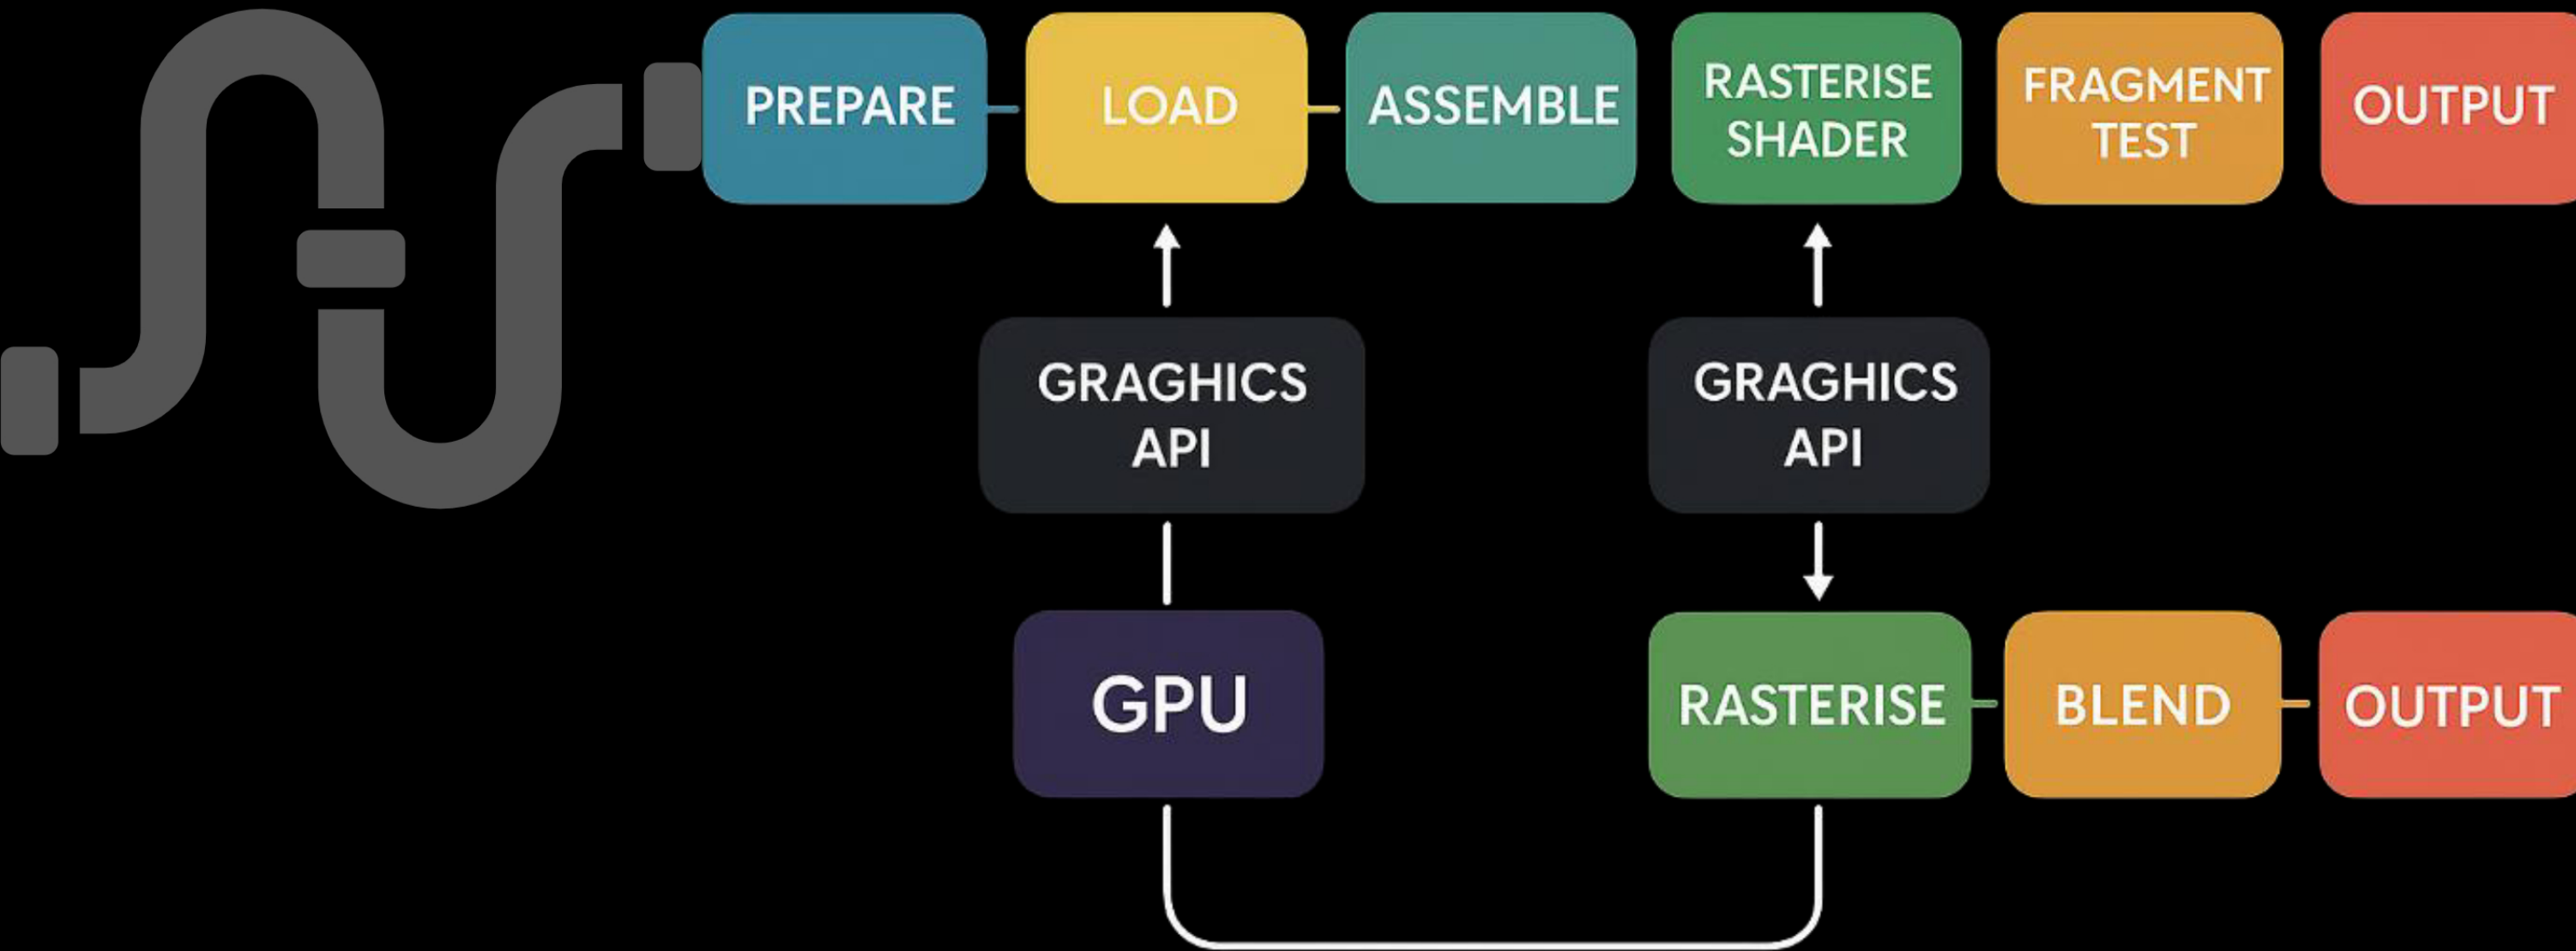 PREPARE
LOAD
ASSEMBLE
RASTERISE
SHADER
FRAGMENT
TEST
OUTPUT
GRAGHICS
API
GRAGHICS
API
GPU
RASTERISE
BLEND
OUTPUT